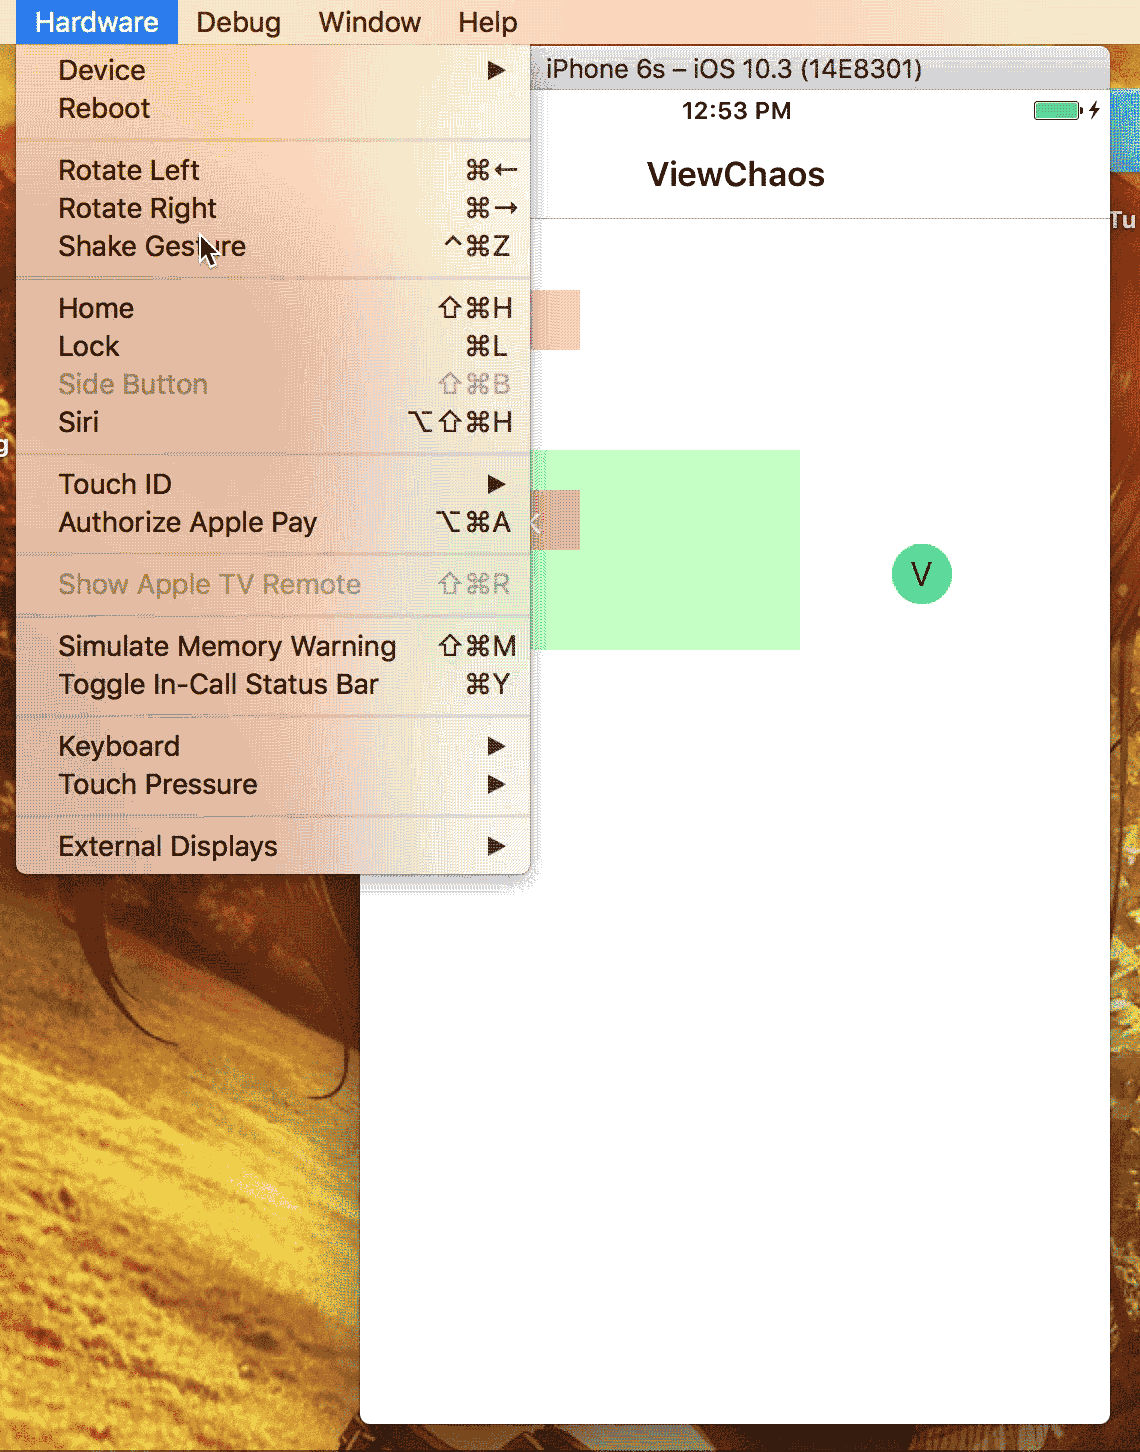 Hardware Debug Window Help
iPhone 6s – iOS 10.3 (14E8301)
12:53 PM
ViewChaos
Device
Reboot
Rotate Left ⌘←
Rotate Right ⌘→
Shake Gesture ^⌘Z
Home ⇧⌘H
Lock ⌘L
Side Button ⇧⌘B
Siri ⌥⇧⌘H
Touch ID
Authorize Apple Pay ⌥⌘A
Show Apple TV Remote ⇧⌘R
Simulate Memory Warning ⇧⌘M
Toggle In-Call Status Bar ⌘Y
Keyboard
Touch Pressure
External Displays
V
Tu
g